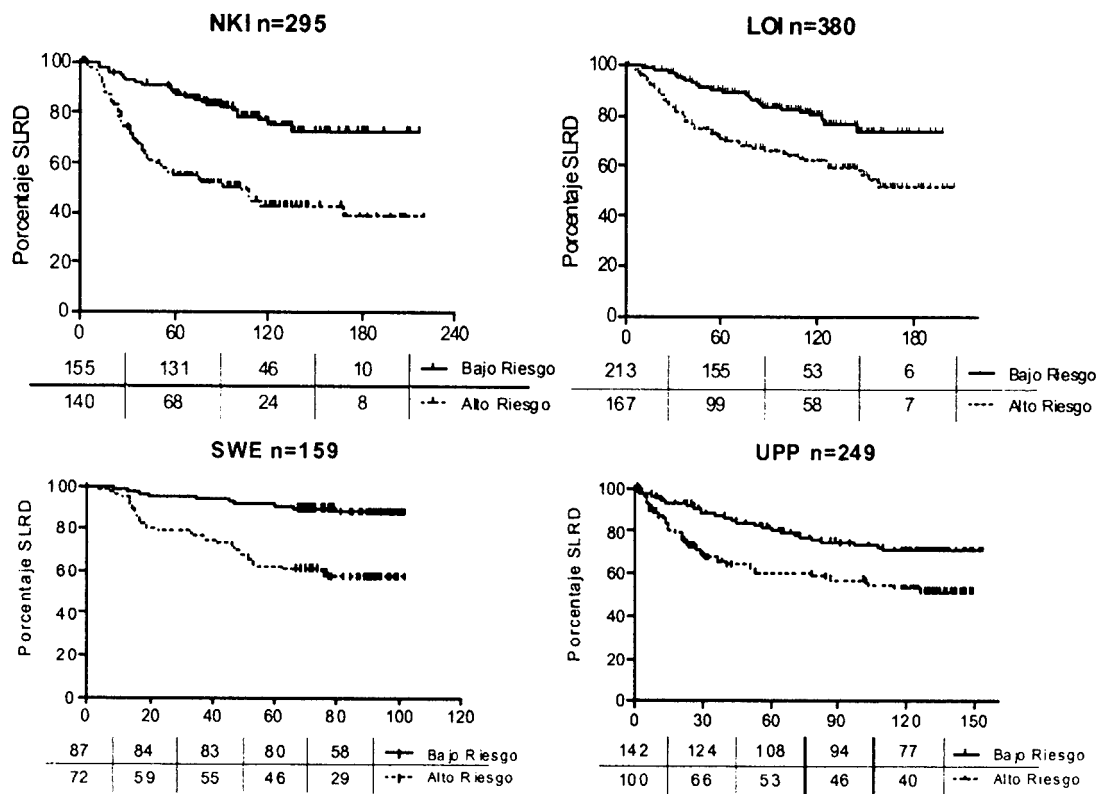 NKI n=295
Porcentaje SLRD
100
80
60
40
20
0
0 60 120 180 240
155 131 46 10 Bajo Riesgo
140 68 24 8 Alto Riesgo
LOI n=380
Porcentaje SLRD
100
80
60
40
20
0
0 60 120 180
213 155 53 6 Bajo Riesgo
167 99 58 7 Alto Riesgo
SWE n=159
Porcentaje SLRD
100
80
60
40
20
0
0 20 40 60 80 100 120
87 84 83 80 58 Bajo Riesgo
72 59 55 46 29 Alto Riesgo
UPP n=249
Porcentaje SLRD
100
80
60
40
20
0
0 30 60 90 120 150
142 124 108 94 77 Bajo Riesgo
100 66 53 46 40 Alto Riesgo